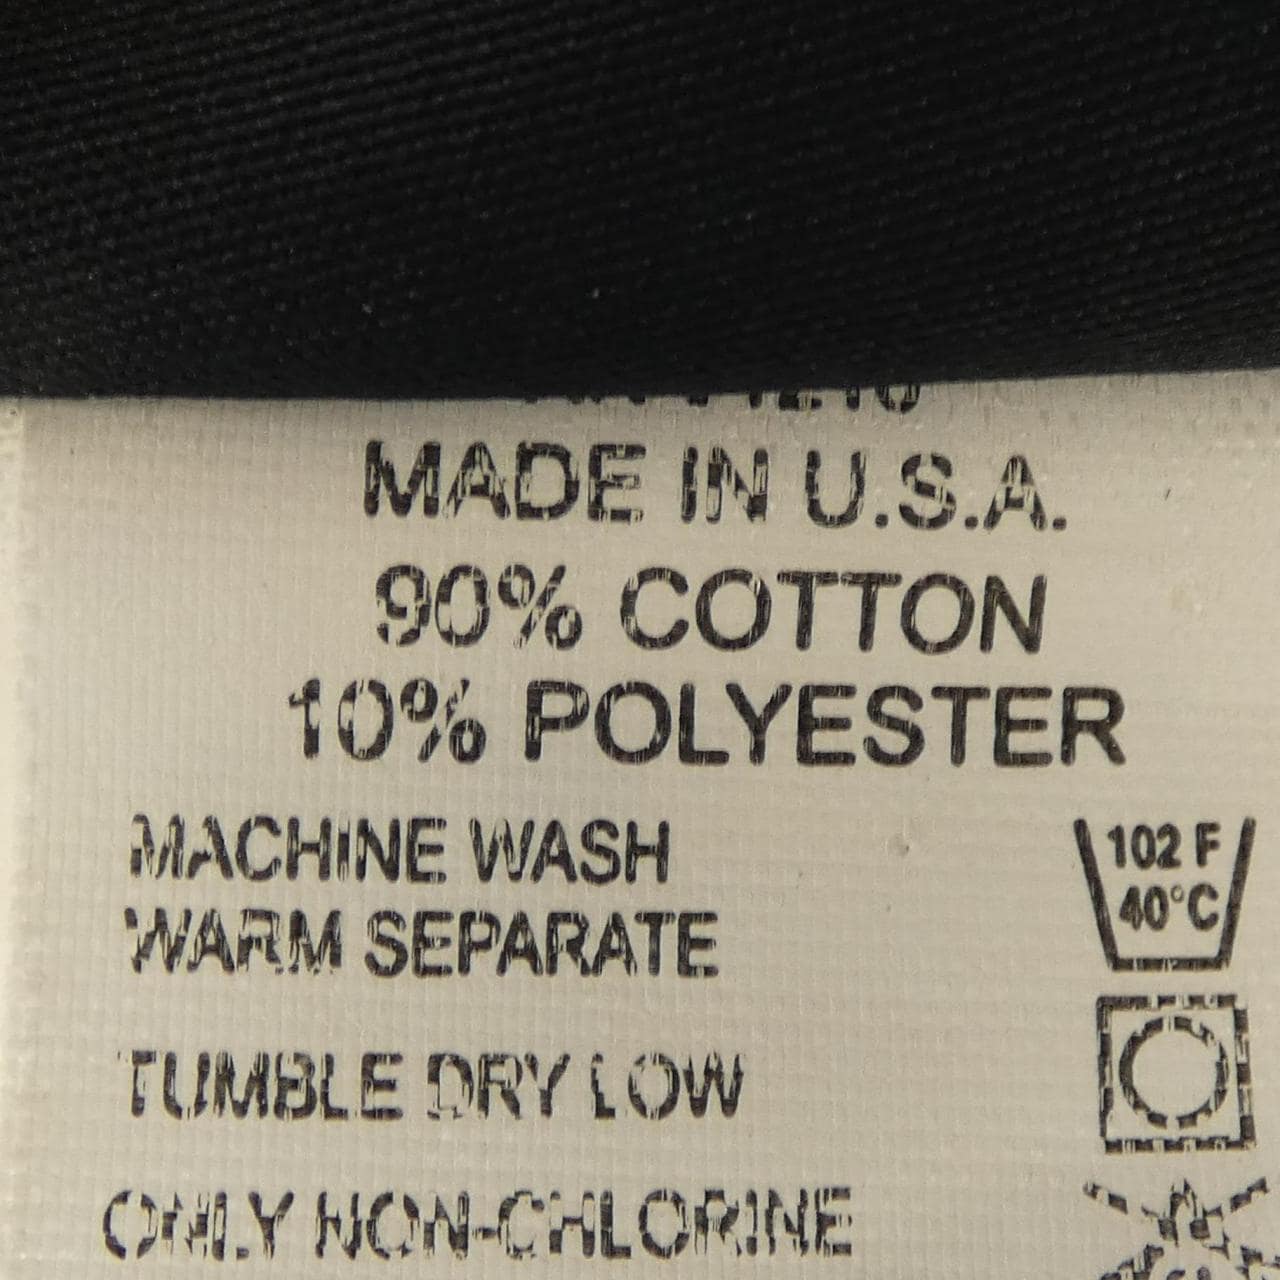 MADE IN U.S.A.
90% COTTON
10% POLYESTER
MACHINE WASH
WARM SEPARATE
102 F
40°C
TUMBLE DRY LOW
ONLY NON-CHLORINE